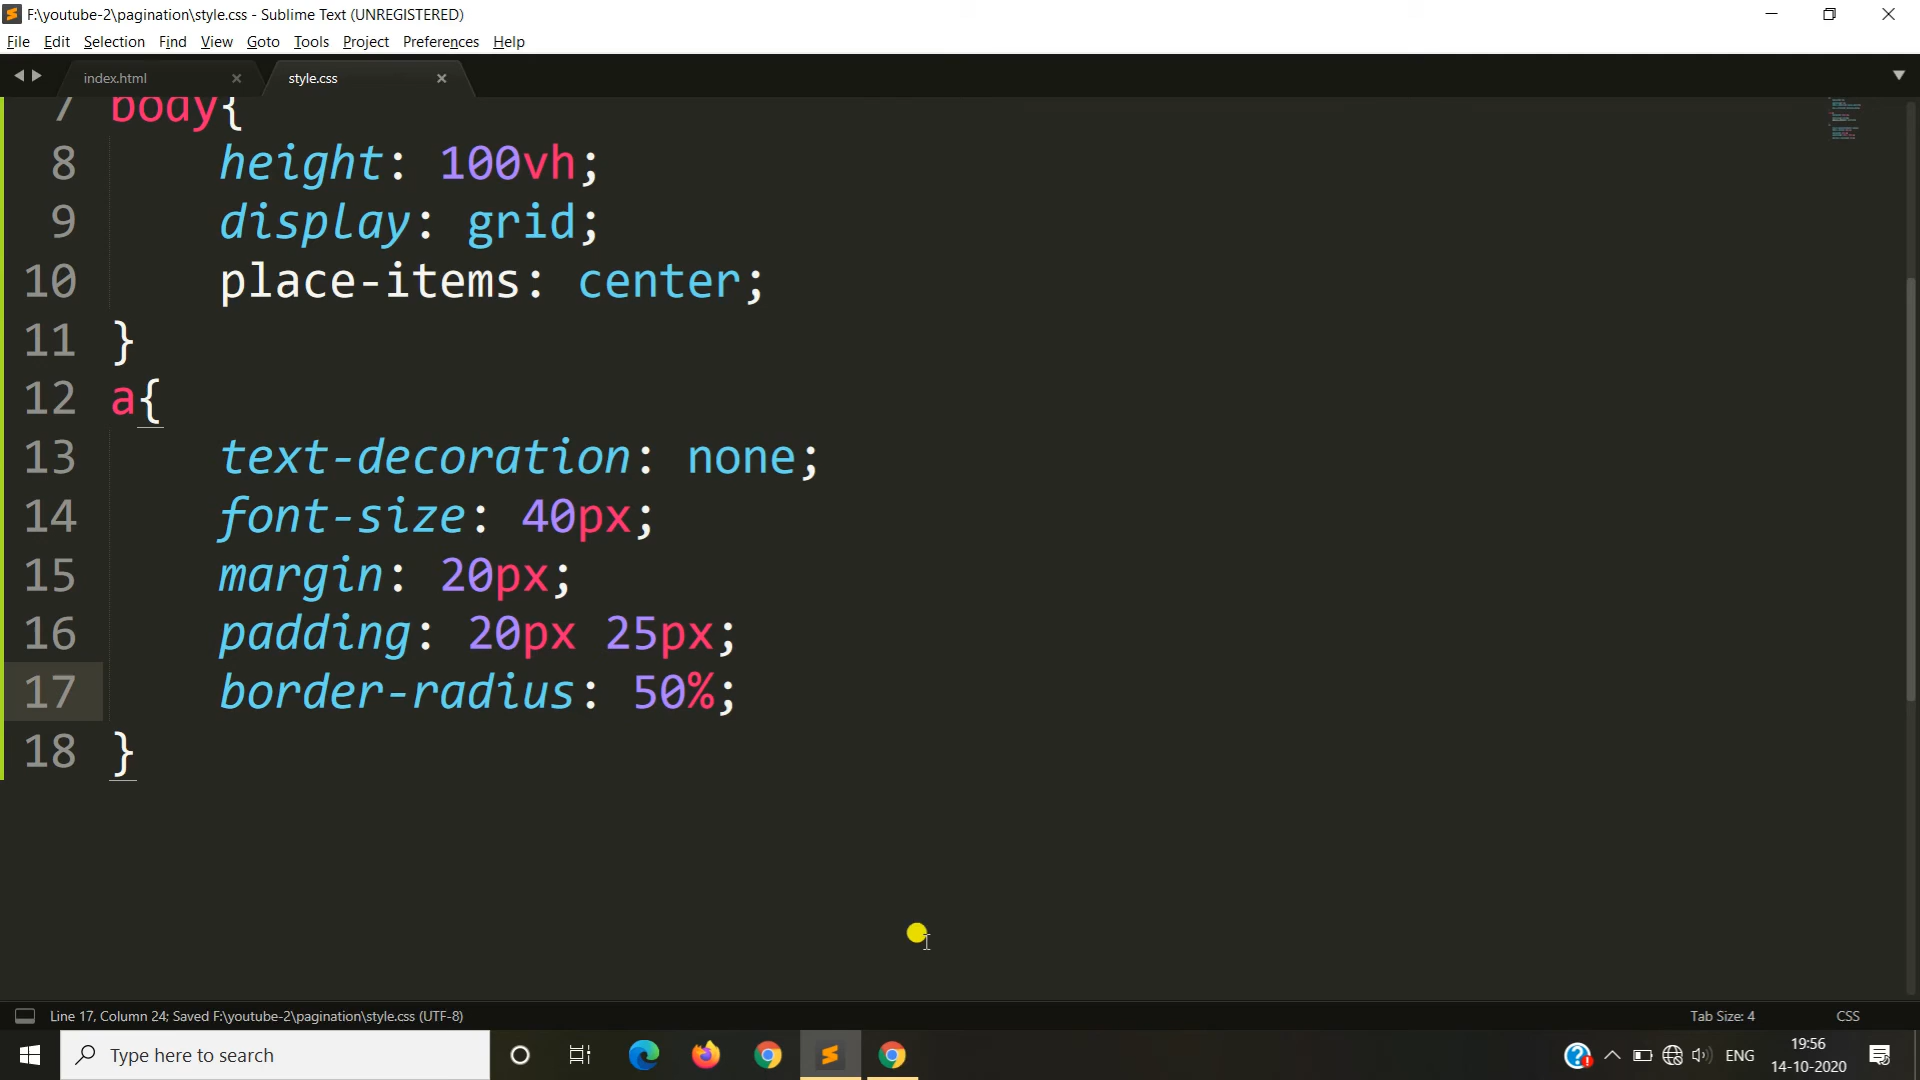 F:\youtube-2\pagination\style.css - Sublime Text (UNREGISTERED)
File Edit Selection Find View Goto Tools Project Preferences Help
index.html style.css
7 body{
8 height: 100vh;
9 display: grid;
10 place-items: center;
11 }
12 a{
13 text-decoration: none;
14 font-size: 40px;
15 margin: 20px;
16 padding: 20px 25px;
17 border-radius: 50%;
18 }
Line 17, Column 24; Saved F:\youtube-2\pagination\style.css (UTF-8) Tab Size: 4 CSS
Type here to search ENG 19:56
14-10-2020